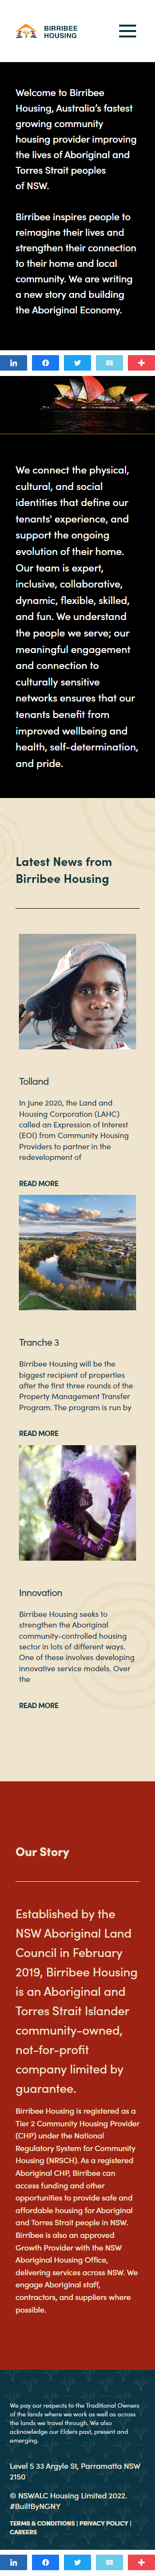 BIRRIBEE
HOUSING
Welcome to Birribee
Housing, Australia's fastest
growing community
housing provider improving
the lives of Aboriginal and
Torres Strait peoples
of NSW.
Birribee inspires people to
reimagine their lives and
strengthen their connection
to their home and local
community. We are writing
a new story and building
the Aboriginal Economy.
We connect the physical,
cultural, and social
identities that define our
tenants' experience, and
support the ongoing
evolution of their home.
Our team is expert,
inclusive, collaborative,
dynamic, flexible, skilled,
and fun. We understand
the people we serve; our
meaningful engagement
and connection to
culturally sensitive
networks ensures that our
tenants benefit from
improved wellbeing and
health, self-determination,
and pride.
Latest News from
Birribee Housing
Tolland
In June 2020, the Land and
Housing Corporation (LAHC)
called an Expression of Interest
(EOI) from Community Housing
Providers to partner in the
redevelopment of
READ MORE
Tranche 3
Birribee Housing will be the
biggest recipient of properties
after the first three rounds of the
Property Management Transfer
Program. The program is run by
READ MORE
Innovation
Birribee Housing seeks to
strengthen the Aboriginal
community-controlled housing
sector in lots of different ways.
One of these involves developing
innovative service models. Over
the
READ MORE
Our Story
Established by the
NSW Aboriginal Land
Council in February
2019, Birribee Housing
is an Aboriginal and
Torres Strait Islander
community-owned,
not-for-profit
company limited by
guarantee.
Birribee Housing is registered as a
Tier 2 Community Housing Provider
(CHP) under the National
Regulatory System for Community
Housing (NRSCH). As a registered
Aboriginal CHP, Birribee can
access funding and other
opportunities to provide safe and
affordable housing for Aboriginal
and Torres Strait people in NSW.
Birribee is also an approved
Growth Provider with the NSW
Aboriginal Housing Office,
delivering services across NSW. We
engage Aboriginal staff,
contractors, and suppliers where
possible.
We pay our respects to the Traditional Owners
of the lands where we work as well as across
the lands we travel through. We also
acknowledge our Elders past, present and
emerging.
Level 5 33 Argyle St, Parramatta NSW
2150
© NSWALC Housing Limited 2022.
#BuiltByNGNY
TERMS & CONDITIONS | PRIVACY POLICY |
CAREERS